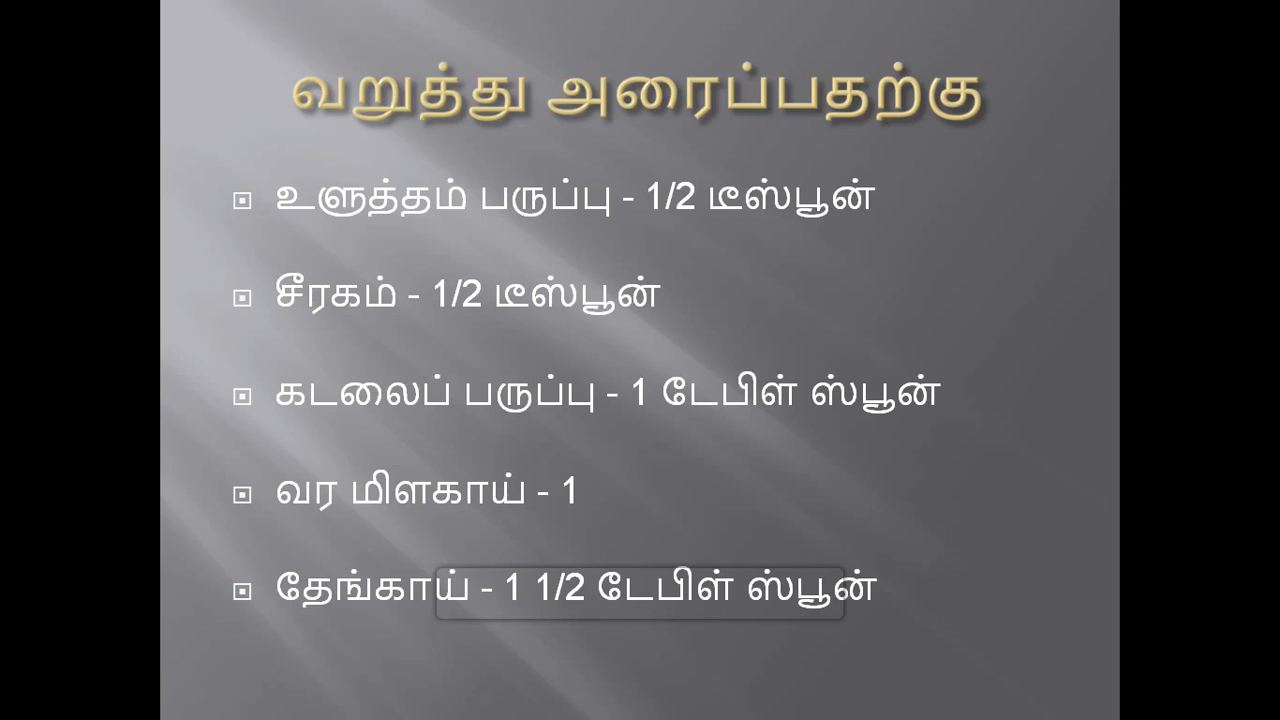 வறுத்து அரைப்பதற்கு
உளுத்தம் பருப்பு - 1/2 டீஸ்பூன்
சீரகம் - 1/2 டீஸ்பூன்
கடலைப் பருப்பு - 1 டேபிள் ஸ்பூன்
வர மிளகாய் - 1
தேங்காய் - 1 1/2 டேபிள் ஸ்பூன்